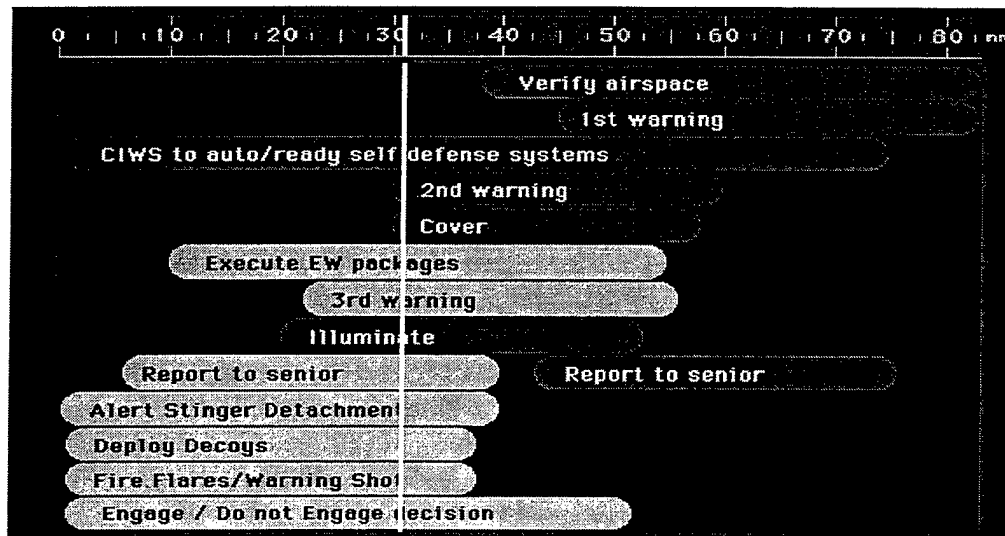 0 10 20 30 40 50 60 70 80
Verify airspace
1st warning
CIWS to auto/ready self defense systems
2nd warning
Cover
Execute EW packages
3rd warning
Illuminate
Report to senior Report to senior
Alert Stinger Detachment
Deploy Decoys
Fire Flares/Warning Shot
Engage / Do not Engage decision